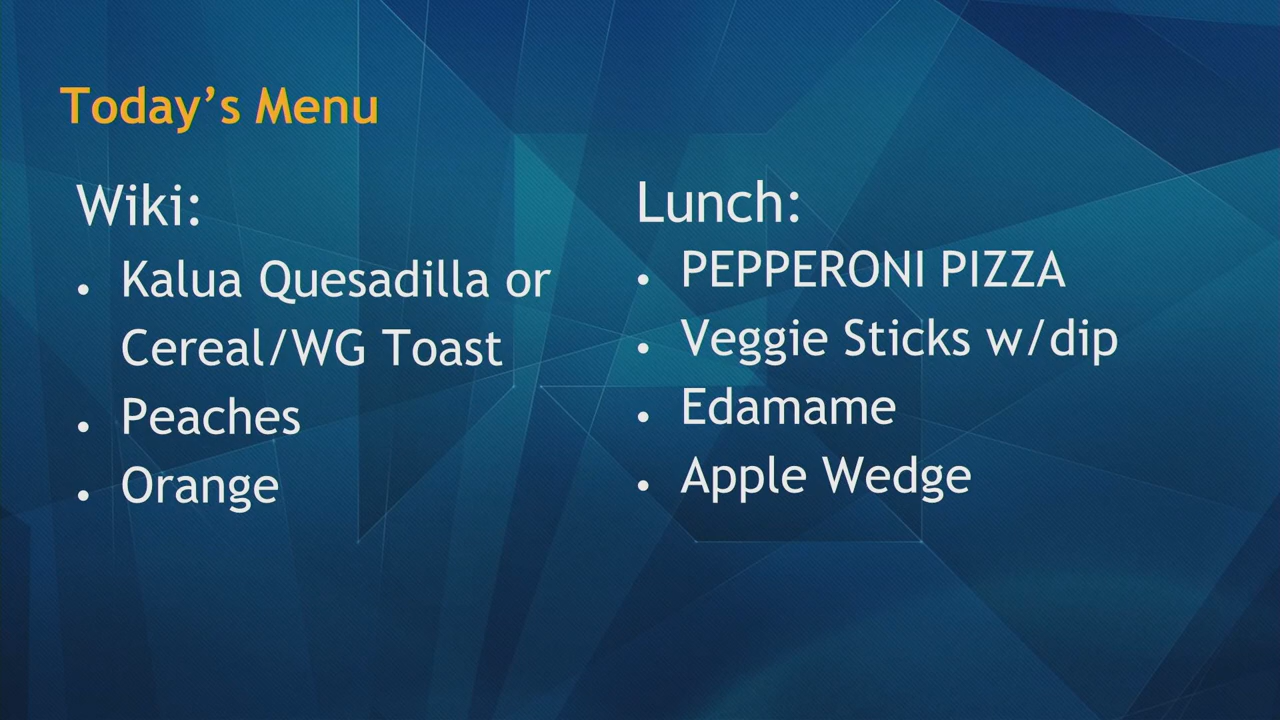 Today’s Menu
Wiki:
• Kalua Quesadilla or
Cereal/WG Toast
• Peaches
• Orange
Lunch:
• PEPPERONI PIZZA
• Veggie Sticks w/dip
• Edamame
• Apple Wedge